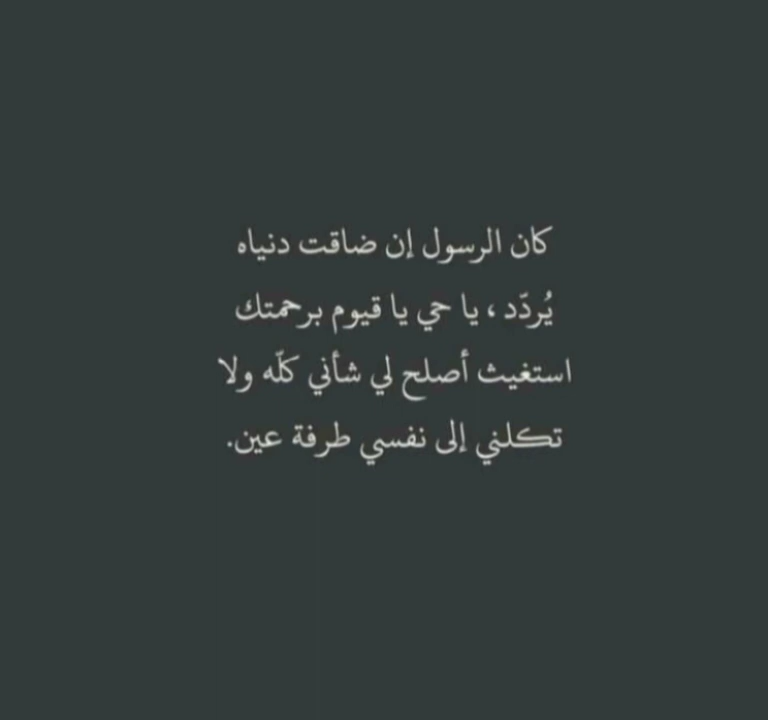 كان الرسول إن ضاقت دنياه
يُردّد ، يا حي يا قيوم برحمتك
استغيث أصلح لي شأني كلّه ولا
تكلني إلى نفسي طرفة عين.